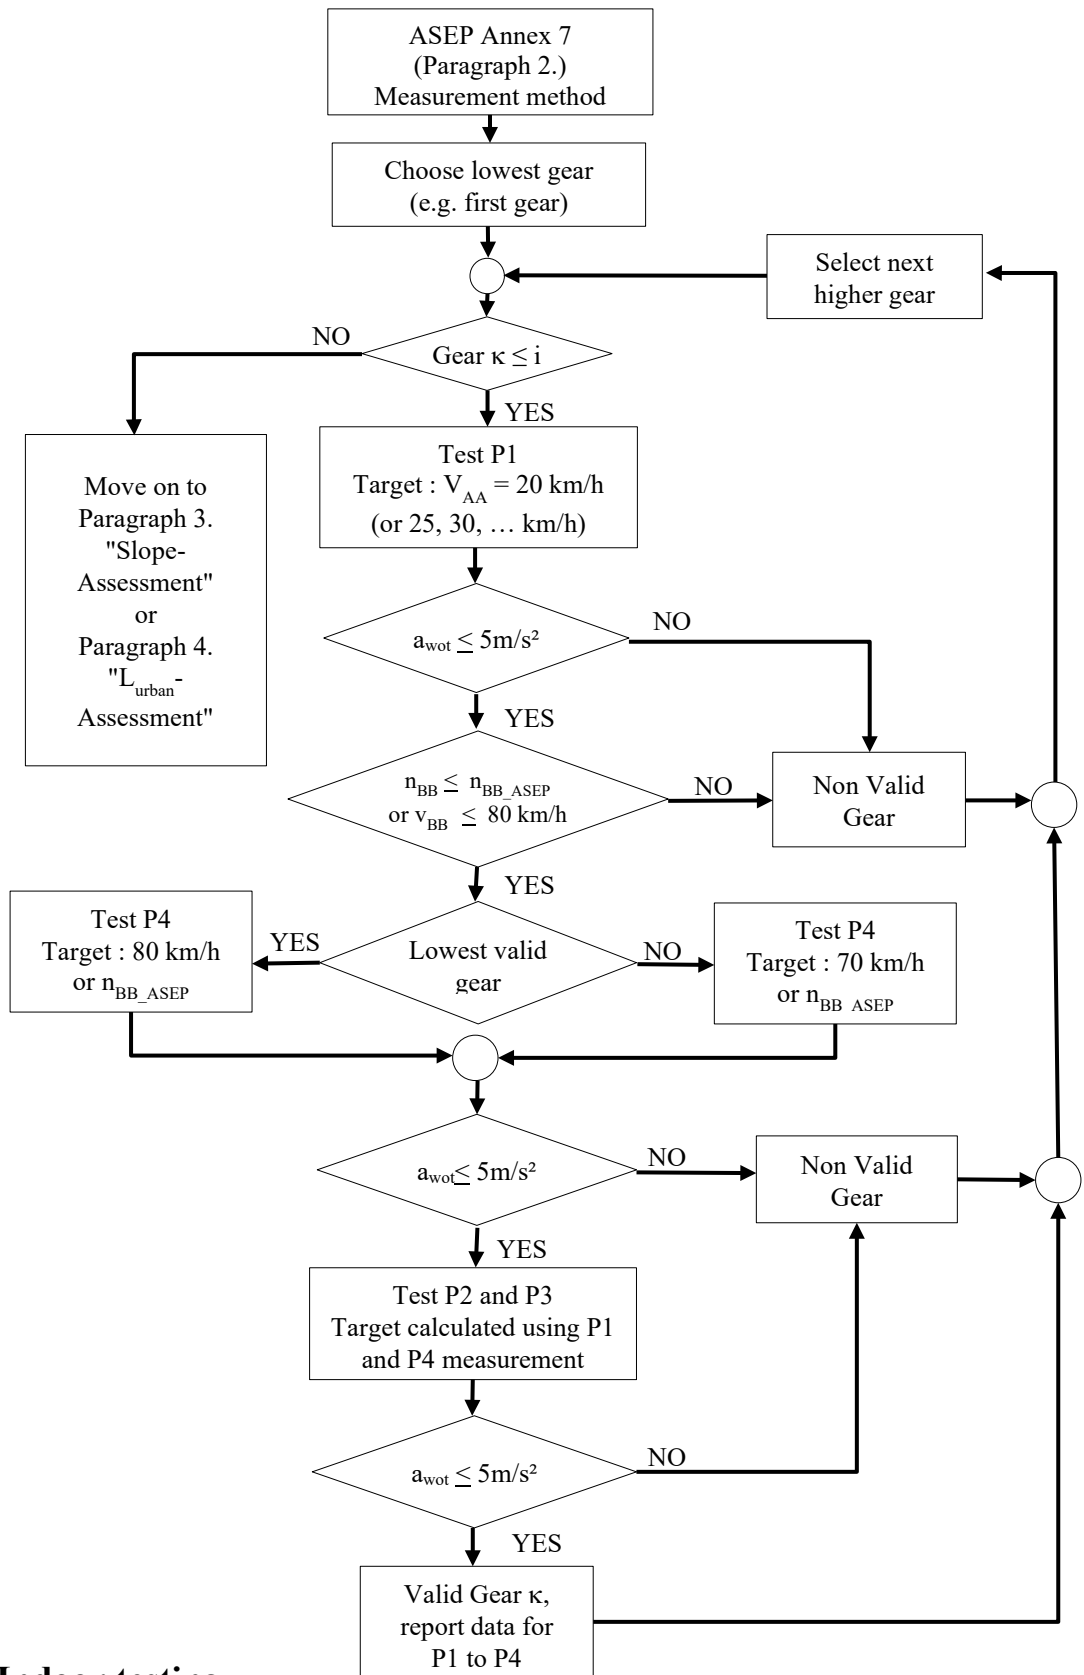 ASEP Annex 7
(Paragraph 2.)
Measurement method
Choose lowest gear
(e.g. first gear)
Select next
higher gear
NO
Gear κ ≤ i
YES
Move on to
Paragraph 3.
"Slope-
Assessment"
or
Paragraph 4.
"Lurban-
Assessment"
Test P1
Target : VAA = 20 km/h
(or 25, 30, … km/h)
awot ≤ 5m/s²
NO
YES
nBB ≤ nBB_ASEP
or vBB ≤ 80 km/h
NO
Non Valid
Gear
YES
Test P4
Target : 80 km/h
or nBB_ASEP
YES
Lowest valid
gear
NO
Test P4
Target : 70 km/h
or nBB ASEP
awot≤ 5m/s²
NO
Non Valid
Gear
YES
Test P2 and P3
Target calculated using P1
and P4 measurement
awot ≤ 5m/s²
NO
YES
Valid Gear κ,
report data for
P1 to P4